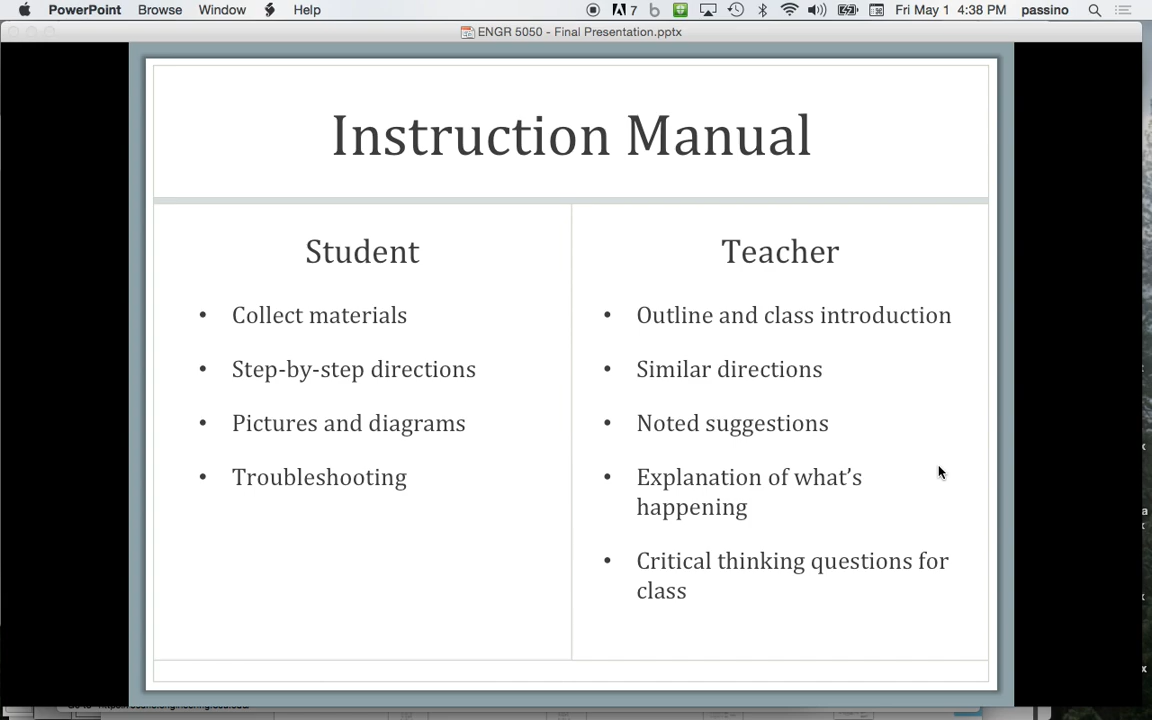 PowerPoint Browse Window Help 7 Fri May 1 4:38 PM passino
ENGR 5050 - Final Presentation.pptx
Instruction Manual
Student
• Collect materials
• Step-by-step directions
• Pictures and diagrams
• Troubleshooting
Teacher
• Outline and class introduction
• Similar directions
• Noted suggestions
• Explanation of what’s
happening
• Critical thinking questions for
class